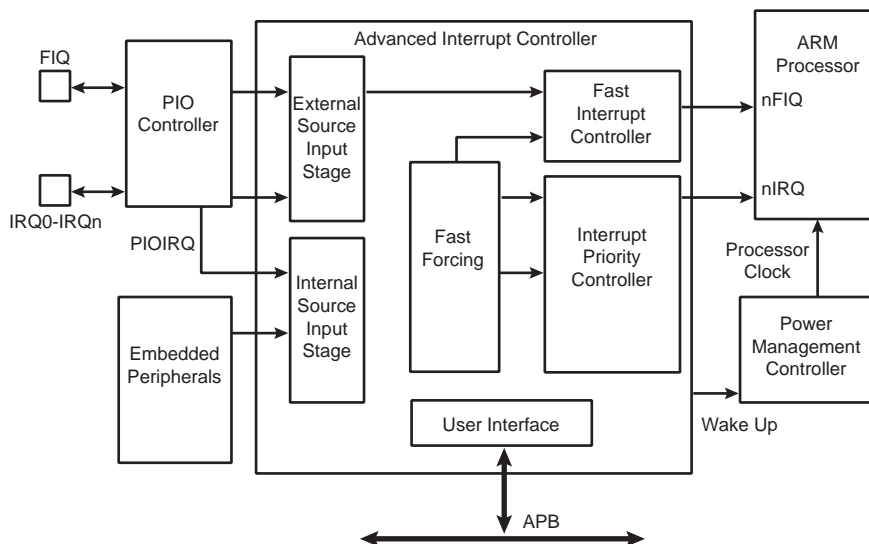 Advanced Interrupt Controller
FIQ
PIO
Controller
IRQ0-IRQn
PIOIRQ
Embedded
Peripherals
External
Source
Input
Stage
Internal
Source
Input
Stage
Fast
Forcing
Fast
Interrupt
Controller
Interrupt
Priority
Controller
User Interface
APB
ARM
Processor
nFIQ
nIRQ
Processor
Clock
Power
Management
Controller
Wake Up